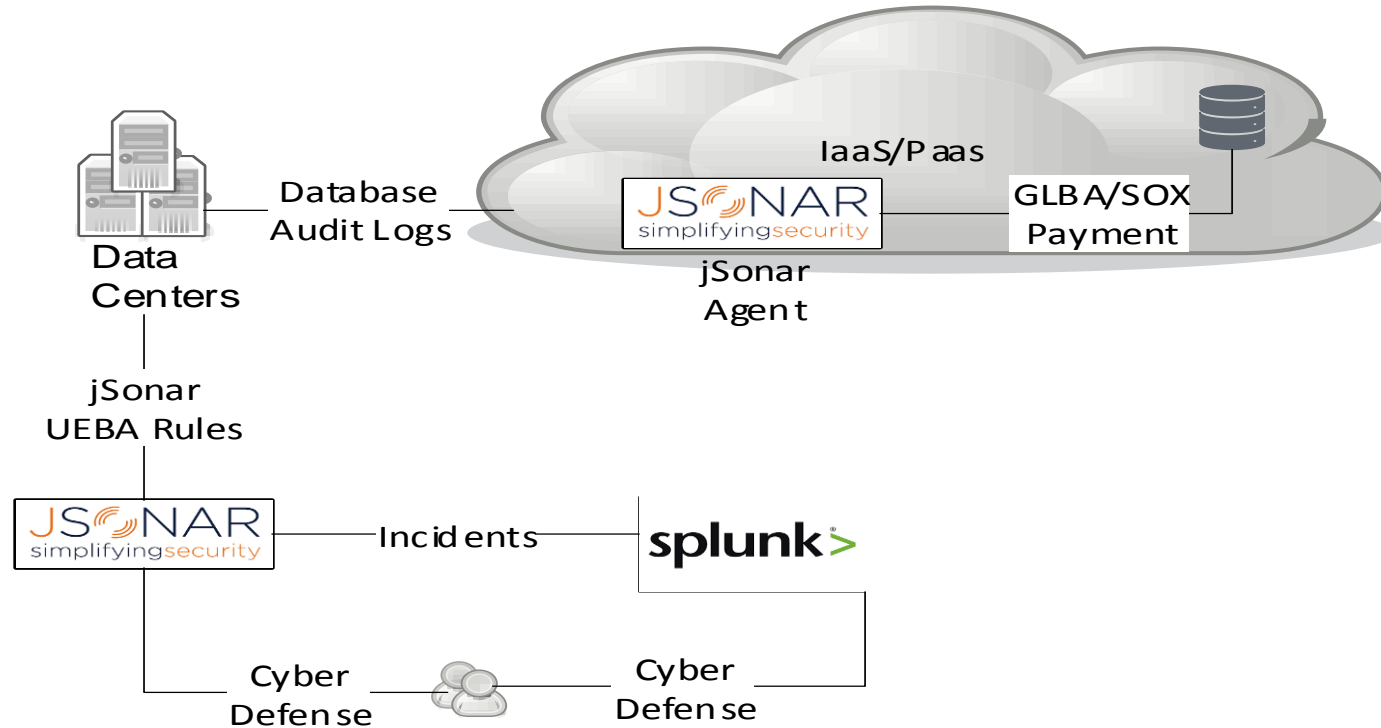 IaaS/Paas
JSONAR
simplifyingsecurity
jSonar
Agent
GLBA/SOX
Payment
Database
Audit Logs
Data
Centers
jSonar
UEBA Rules
JSONAR
simplifyingsecurity
Incidents
splunk>®
Cyber
Defense
Cyber
Defense